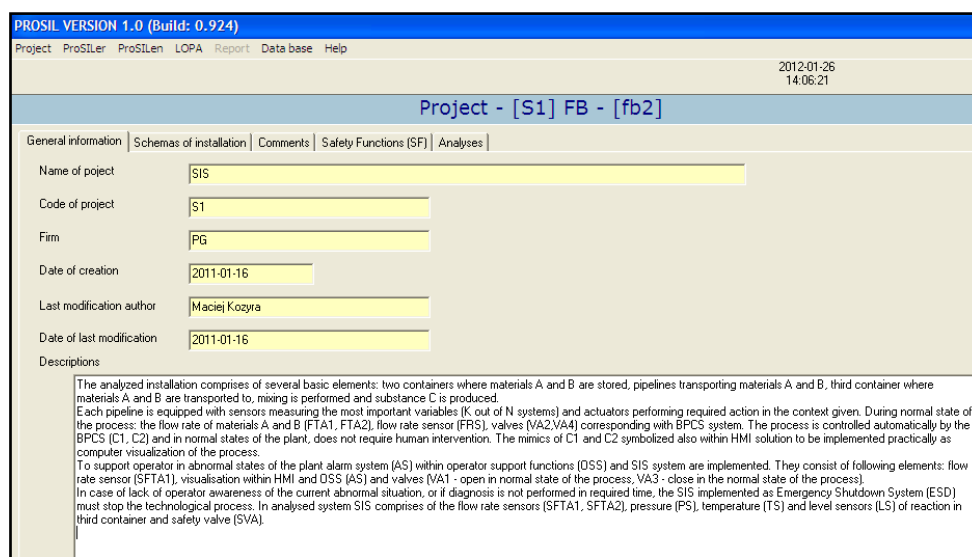 PROSIL VERSION 1.0 (Build: 0.924)
Project ProSILer ProSILen LOPA Report Data base Help
2012-01-26
14:06:21
Project - [S1] FB - [fb2]
General information Schemas of installation Comments Safety Functions (SF) Analyses
Name of poject SIS
Code of project S1
Firm PG
Date of creation 2011-01-16
Last modification author Maciej Kozyra
Date of last modification 2011-01-16
Descriptions
The analyzed installation comprises of several basic elements: two containers where materials A and B are stored, pipelines transporting materials A and B, third container where
materials A and B are transported to, mixing is performed and substance C is produced.
Each pipeline is equipped with sensors measuring the most important variables (K out of N systems) and actuators performing required action in the context given. During normal state of
the process: the flow rate of materials A and B (FTA1, FTA2), flow rate sensor (FRS), valves (VA2,VA4) corresponding with BPCS system. The process is controlled automatically by the
BPCS (C1, C2) and in normal states of the plant, does not require human intervention. The mimics of C1 and C2 symbolized also within HMI solution to be implemented practically as
computer visualization of the process.
To support operator in abnormal states of the plant alarm system (AS) within operator support functions (OSS) and SIS system are implemented. They consist of following elements: flow
rate sensor (SFTA1), visualisation within HMI and OSS (AS) and valves (VA1 - open in normal state of the process, VA3 - close in the normal state of the process).
In case of lack of operator awareness of the current abnormal situation, or if diagnosis is not performed in required time, the SIS implemented as Emergency Shutdown System (ESD)
must stop the technological process. In analysed system SIS comprises of the flow rate sensors (SFTA1, SFTA2), pressure (PS), temperature (TS) and level sensors (LS) of reaction in
third container and safety valve (SVA).